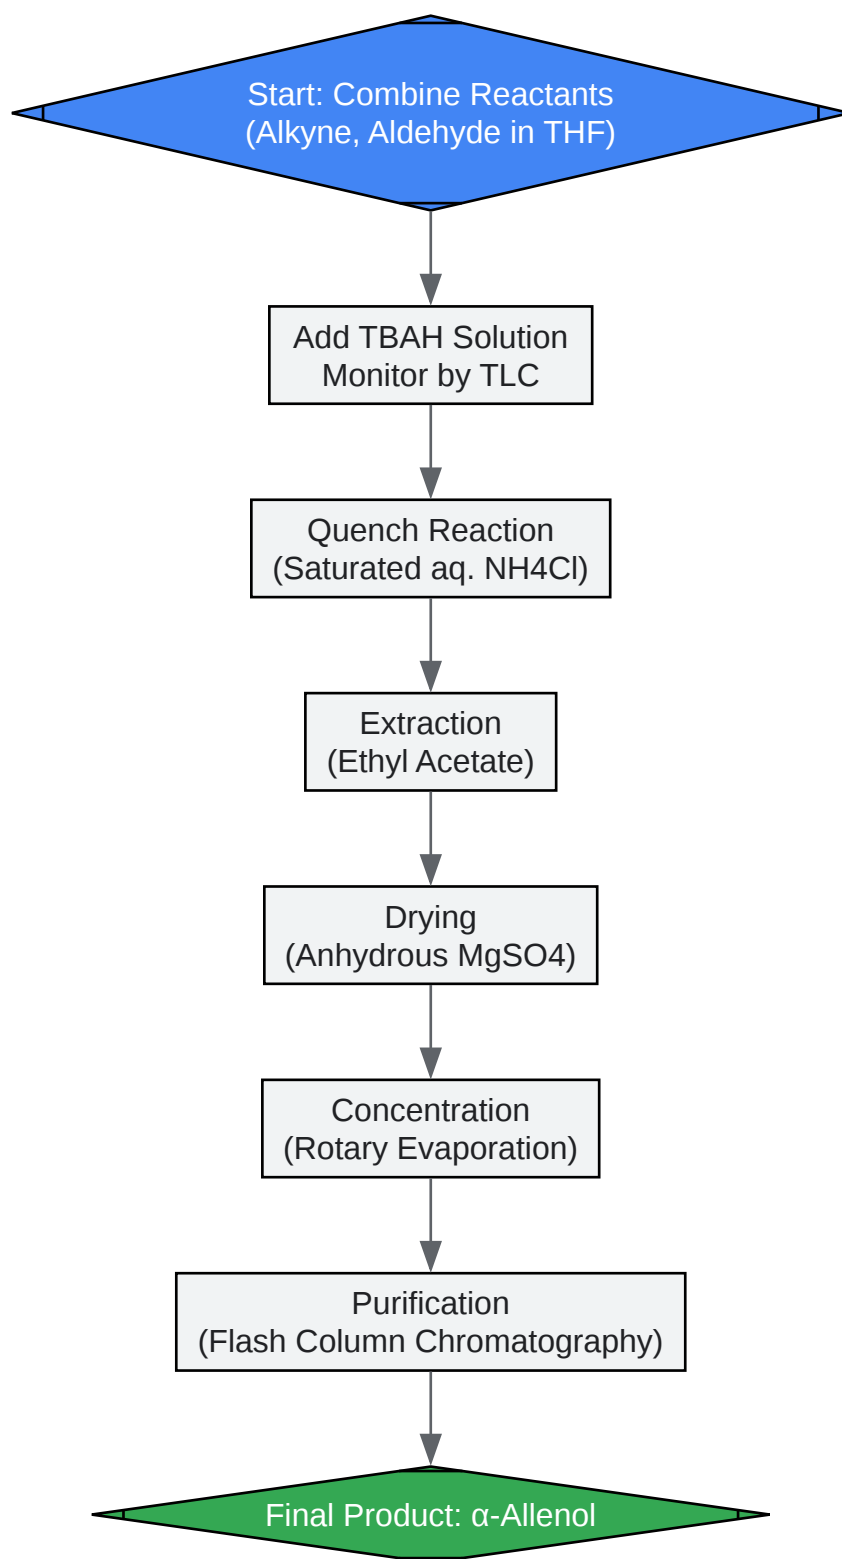 Start: Combine Reactants
(Alkyne, Aldehyde in THF)
Add TBAH Solution
Monitor by TLC
Quench Reaction
(Saturated aq. NH4Cl)
Extraction
(Ethyl Acetate)
Drying
(Anhydrous MgSO4)
Concentration
(Rotary Evaporation)
Purification
(Flash Column Chromatography)
Final Product: α-Allenol